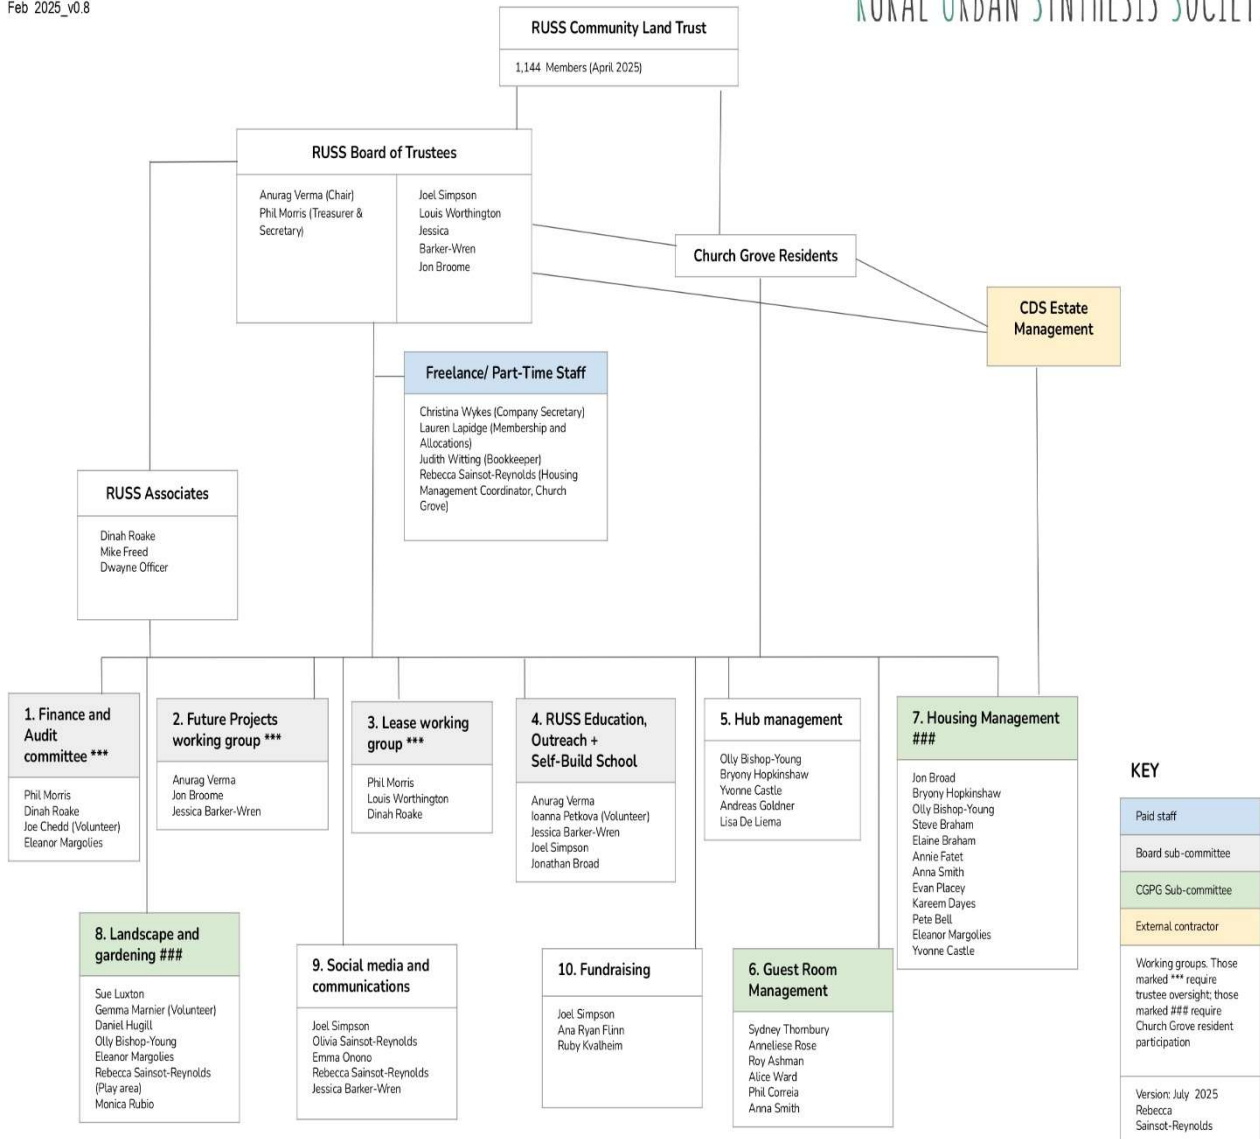 Feb 2025_v0.8
RURAL URBAN SYNTHESIS SOCIET
RUSS Community Land Trust
1,144 Members (April 2025)
RUSS Board of Trustees
Anurag Verma (Chair)
Phil Morris (Treasurer &
Secretary)
Joel Simpson
Louis Worthington
Jessica
Barker-Wren
Jon Broome
Church Grove Residents
CDS Estate
Management
Freelance/ Part-Time Staff
Christina Wykes (Company Secretary)
Lauren Lapidge (Membership and
Allocations)
Judith Witting (Bookkeeper)
Rebecca Sainsot-Reynolds (Housing
Management Coordinator, Church
Grove)
RUSS Associates
Dinah Roake
Mike Freed
Dwayne Officer
1. Finance and
Audit
committee ***
Phil Morris
Dinah Roake
Joe Chedd (Volunteer)
Eleanor Margolies
2. Future Projects
working group ***
Anurag Verma
Jon Broome
Jessica Barker-Wren
3. Lease working
group ***
Phil Morris
Louis Worthington
Dinah Roake
4. RUSS Education,
Outreach +
Self-Build School
Anurag Verma
Ioanna Petkova (Volunteer)
Jessica Barker-Wren
Joel Simpson
Jonathan Broad
5. Hub management
Olly Bishop-Young
Bryony Hopkinshaw
Yvonne Castle
Andreas Goldner
Lisa De Liema
7. Housing Management
###
Jon Broad
Bryony Hopkinshaw
Olly Bishop-Young
Steve Braham
Elaine Braham
Annie Fatet
Anna Smith
Evan Placey
Kareem Dayes
Pete Bell
Eleanor Margolies
Yvonne Castle
8. Landscape and
gardening ###
Sue Luxton
Gemma Marnier (Volunteer)
Daniel Hugill
Olly Bishop-Young
Eleanor Margolies
Rebecca Sainsot-Reynolds
(Play area)
Monica Rubio
9. Social media and
communications
Joel Simpson
Olivia Sainsot-Reynolds
Emma Onono
Rebecca Sainsot-Reynolds
Jessica Barker-Wren
10. Fundraising
Joel Simpson
Ana Ryan Flinn
Ruby Kvalheim
6. Guest Room
Management
Sydney Thornbury
Anneliese Rose
Roy Ashman
Alice Ward
Phil Correia
Anna Smith
KEY
Paid staff
Board sub-committee
CGPG Sub-committee
External contractor
Working groups. Those
marked *** require
trustee oversight; those
marked ### require
Church Grove resident
participation
Version: July 2025
Rebecca
Sainsot-Reynolds